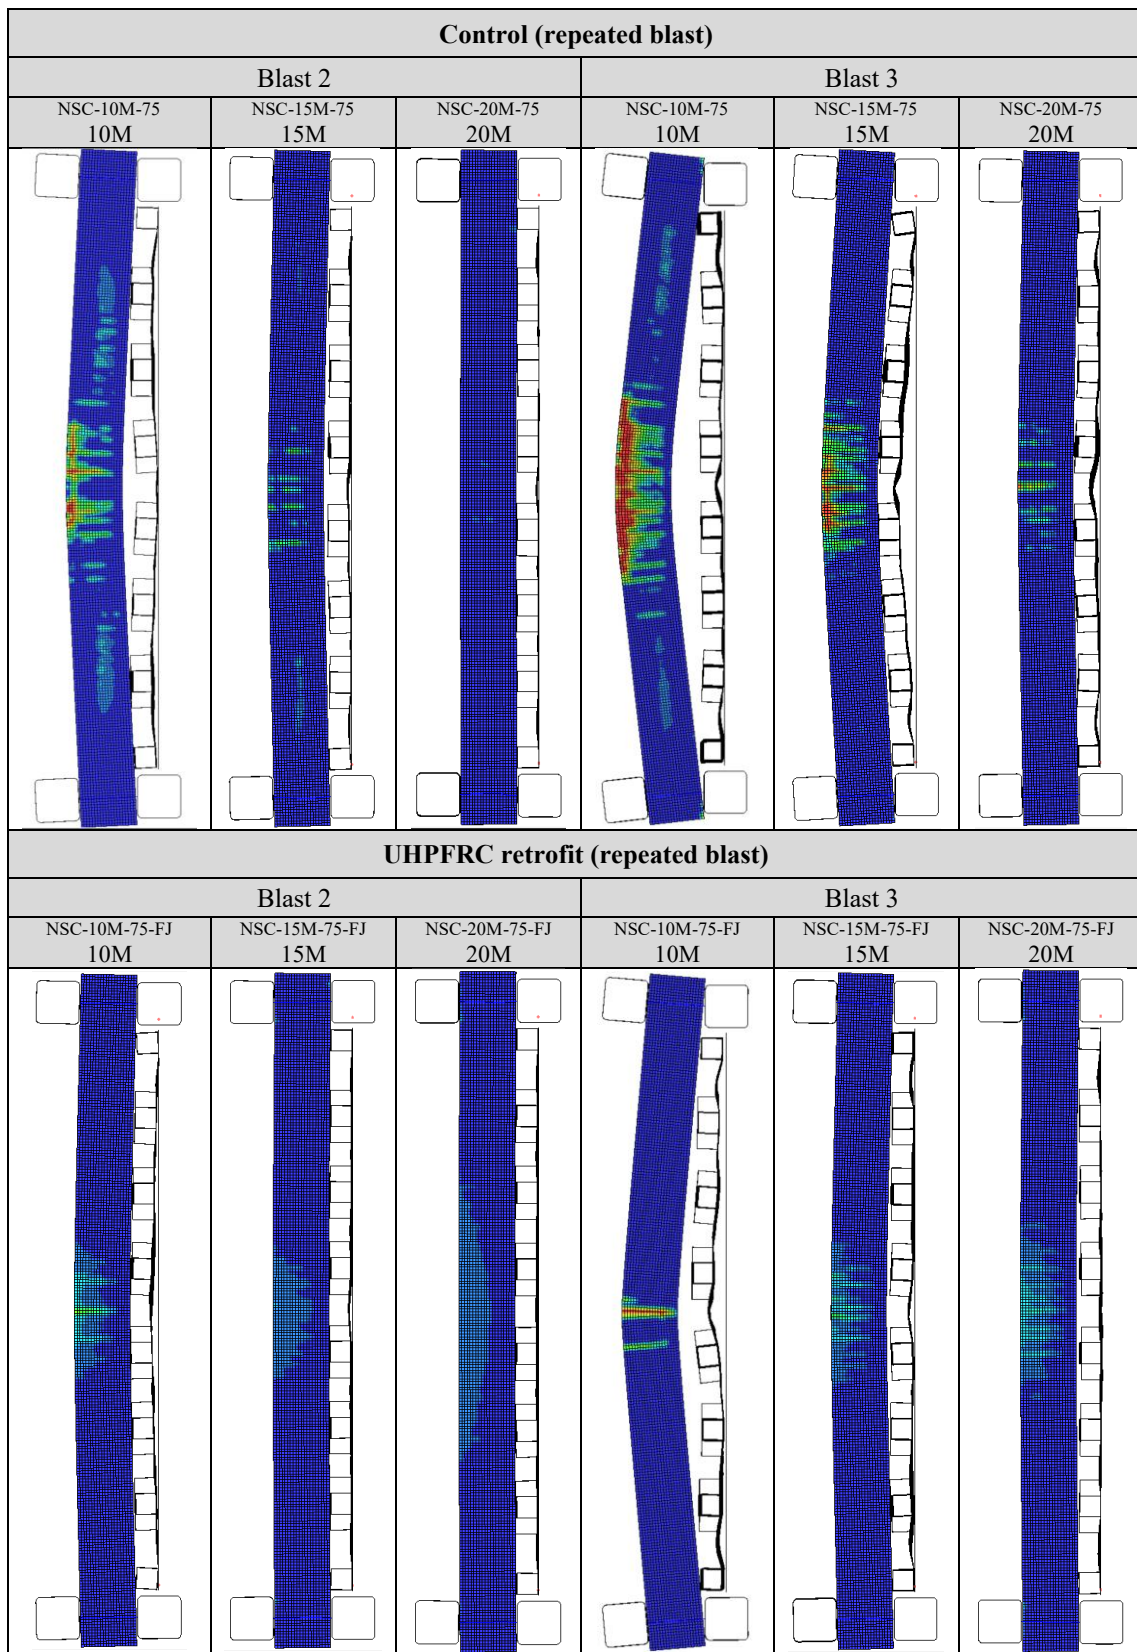 Control (repeated blast)
Blast 2 Blast 3
NSC-10M-75 NSC-15M-75 NSC-20M-75 NSC-10M-75 NSC-15M-75 NSC-20M-75
10M 15M 20M 10M 15M 20M
UHPFRC retrofit (repeated blast)
Blast 2 Blast 3
NSC-10M-75-FJ NSC-15M-75-FJ NSC-20M-75-FJ NSC-10M-75-FJ NSC-15M-75-FJ NSC-20M-75-FJ
10M 15M 20M 10M 15M 20M